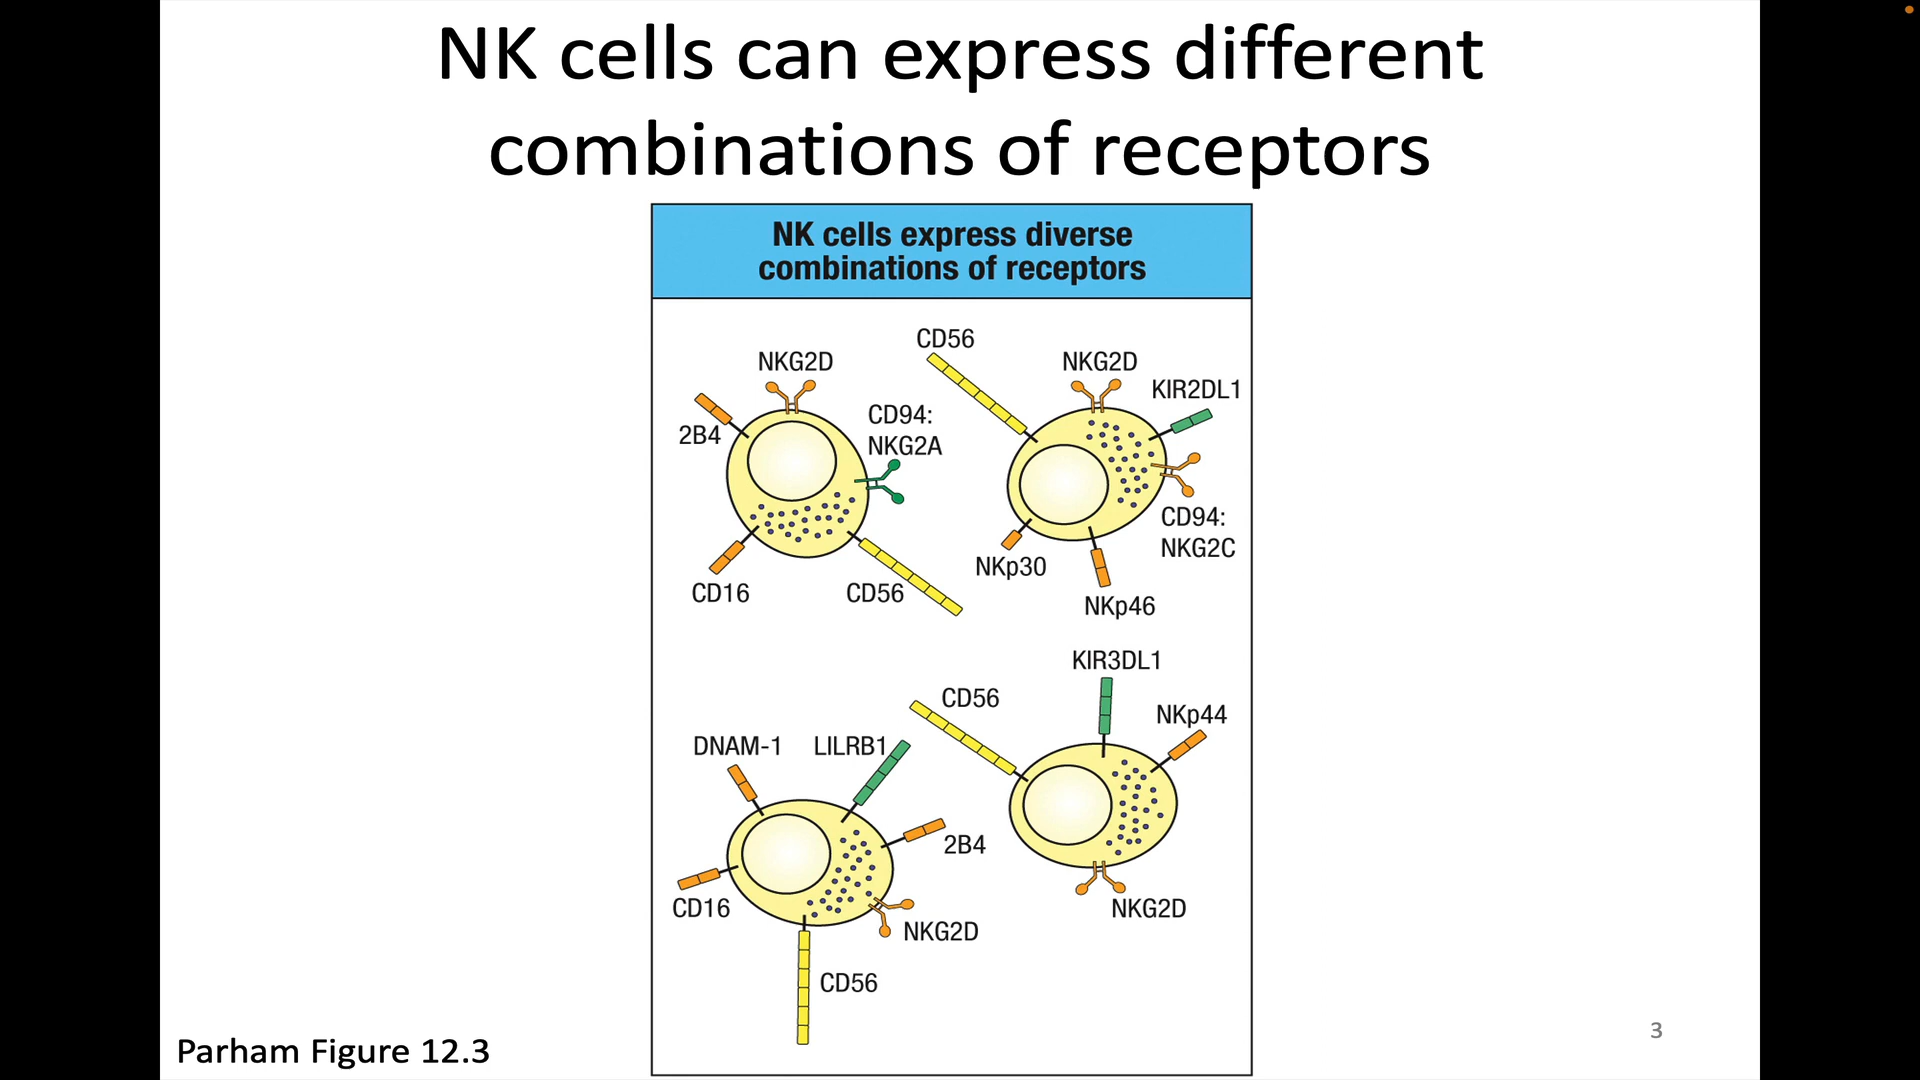 NK cells can express different
combinations of receptors
NK cells express diverse
combinations of receptors
NKG2D
2B4
CD94:
NKG2A
CD16
CD56
CD56
NKG2D
KIR2DL1
CD94:
NKG2C
NKp30
NKp46
DNAM-1
LILRB1
2B4
CD16
NKG2D
CD56
KIR3DL1
CD56
NKp44
NKG2D
Parham Figure 12.3
3